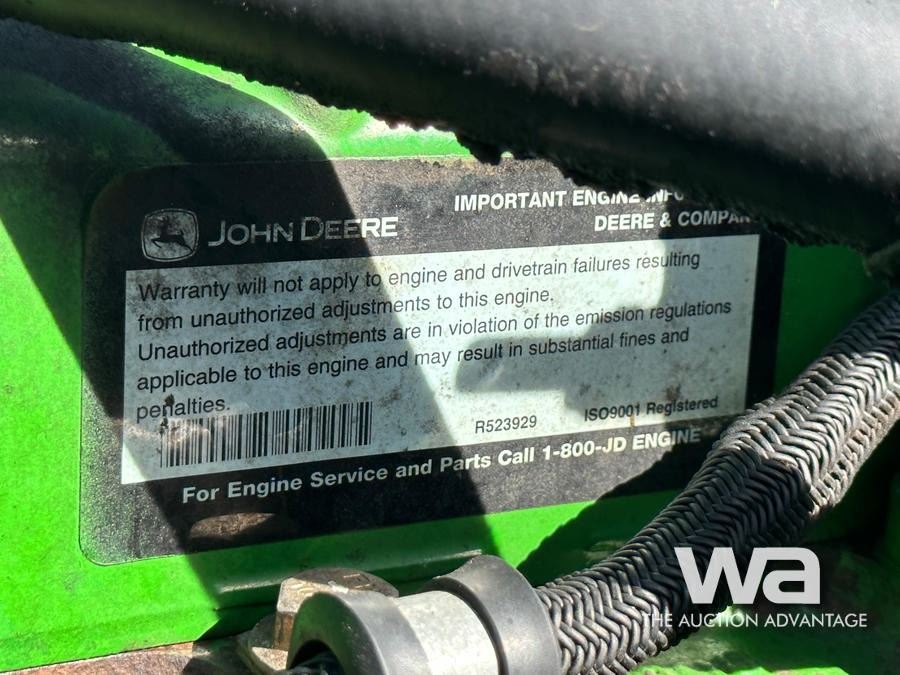 JOHN DEERE
IMPORTANT ENGINE
DEERE &
Warranty will not apply to engine and drivetrain failures resulting
from unauthorized adjustments to this engine.
Unauthorized adjustments are in violation of the emission regulations
applicable to this engine and may result in substantial fines and
penalties.
R523929
ISO9001 Registered
For Engine Service and Parts Call 1-800-JD ENGINE
wa
THE AUCTION ADVANTAGE